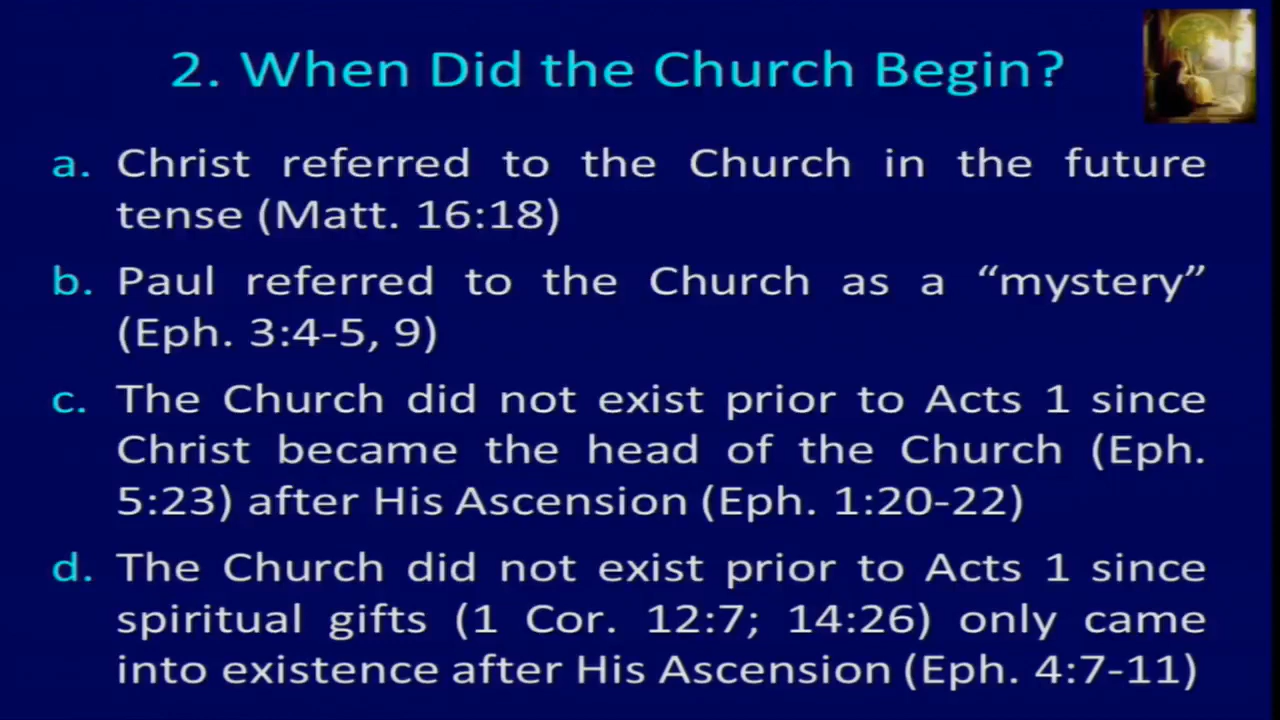 2. When Did the Church Begin?
a. Christ referred to the Church in the future
tense (Matt. 16:18)
b. Paul referred to the Church as a “mystery”
(Eph. 3:4-5, 9)
c. The Church did not exist prior to Acts 1 since
Christ became the head of the Church (Eph.
5:23) after His Ascension (Eph. 1:20-22)
d. The Church did not exist prior to Acts 1 since
spiritual gifts (1 Cor. 12:7; 14:26) only came
into existence after His Ascension (Eph. 4:7-11)